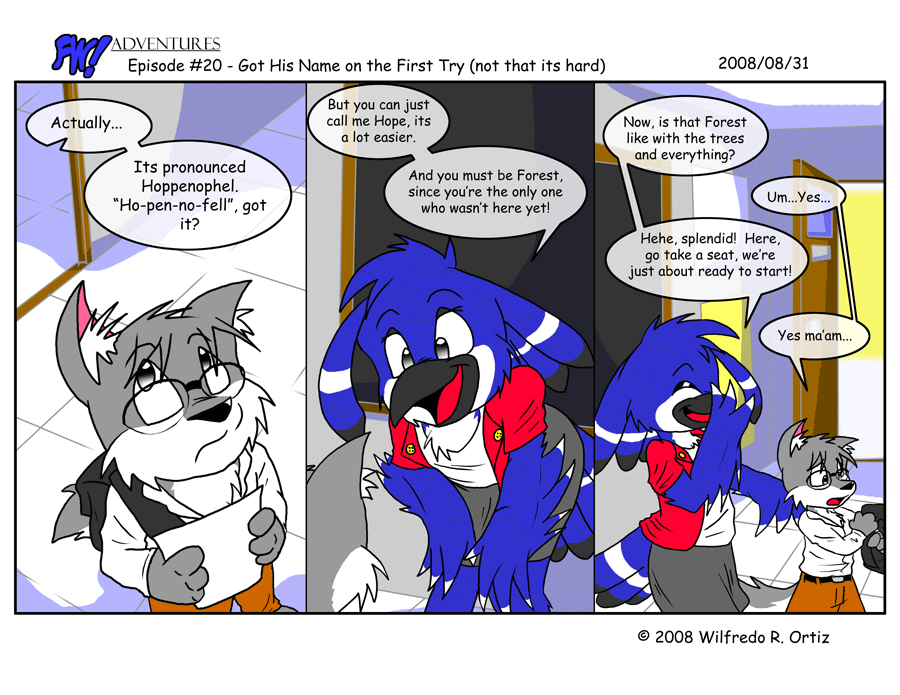 FW! ADVENTURES
Episode #20 - Got His Name on the First Try (not that its hard)
2008/08/31
Actually...
Its pronounced
Hoppenophel.
“Ho-pen-no-fell”, got
it?
But you can just
call me Hope, its
a lot easier.
And you must be Forest,
since you’re the only one
who wasn’t here yet!
Now, is that Forest
like with the trees
and everything?
Um...Yes...
Hehe, splendid! Here,
go take a seat, we’re
just about ready to start!
Yes ma’am...
© 2008 Wilfredo R. Ortiz